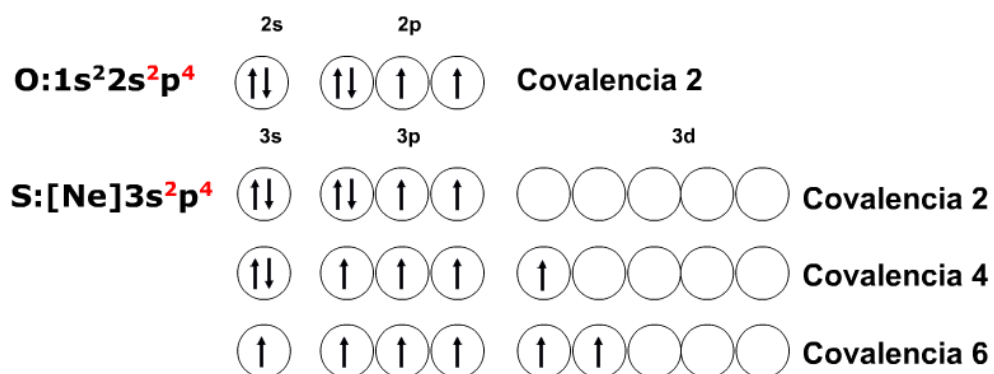 2s 2p
O:1s²2s²p⁴ Covalencia 2
3s 3p 3d
S:[Ne]3s²p⁴ Covalencia 2
Covalencia 4
Covalencia 6